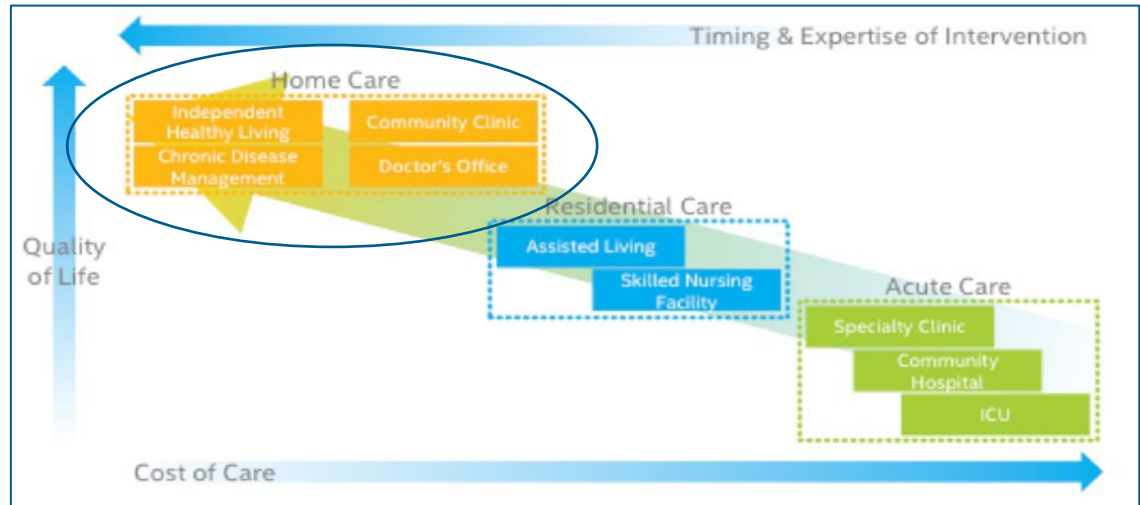 Timing & Expertise of Intervention
Home Care
Independent
Healthy Living
Community Clinic
Chronic Disease
Management
Doctor's Office
Quality
of Life
Residential Care
Assisted Living
Skilled Nursing
Facility
Acute Care
Specialty Clinic
Community
Hospital
ICU
Cost of Care